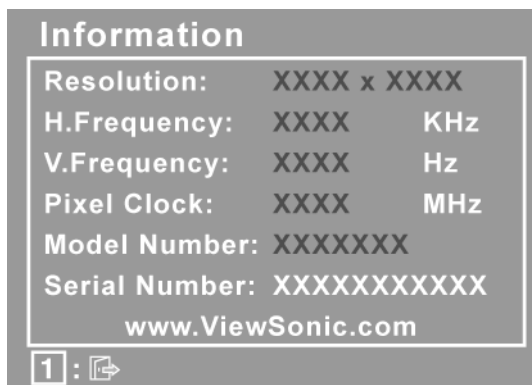 Information
Resolution: XXXX x XXXX
H.Frequency: XXXX KHz
V.Frequency: XXXX Hz
Pixel Clock: XXXX MHz
Model Number: XXXXXXX
Serial Number: XXXXXXXXXXX
www.ViewSonic.com
1 :